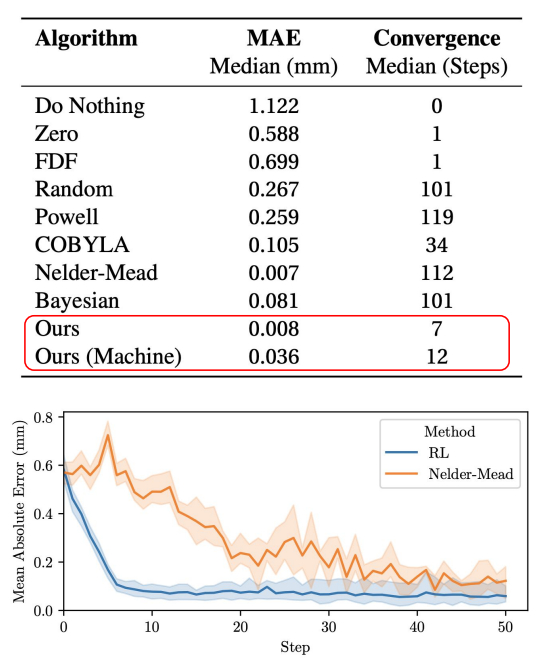 Algorithm MAE Convergence
Median (mm) Median (Steps)
Do Nothing 1.122 0
Zero 0.588 1
FDF 0.699 1
Random 0.267 101
Powell 0.259 119
COBYLA 0.105 34
Nelder-Mead 0.007 112
Bayesian 0.081 101
Ours 0.008 7
Ours (Machine) 0.036 12
Mean Absolute Error (mm)
0.8
0.6
0.4
0.2
0.0
Method
RL
Nelder-Mead
0 10 20 30 40 50
Step